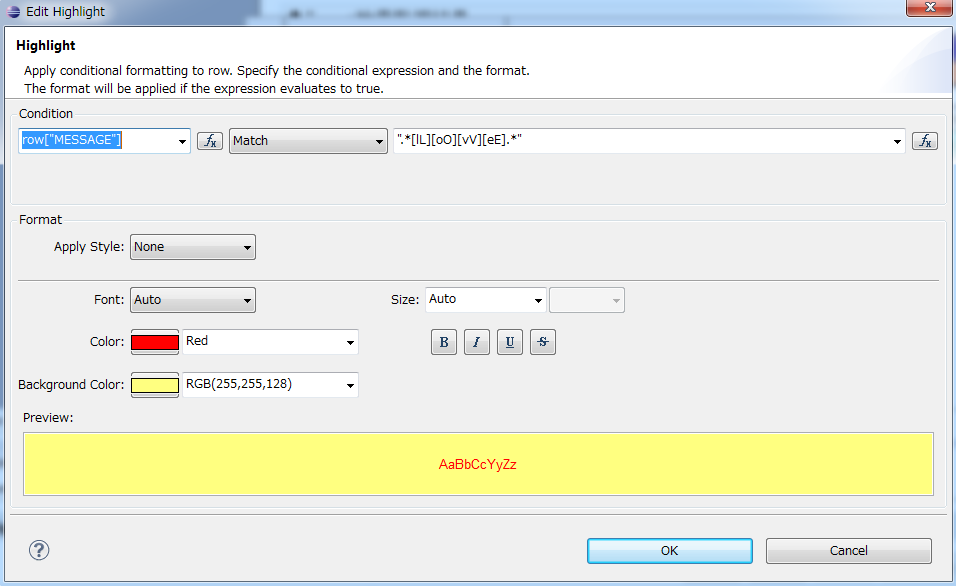 Edit Highlight
Highlight
Apply conditional formatting to row. Specify the conditional expression and the format.
The format will be applied if the expression evaluates to true.
Condition
row["MESSAGE"] fx Match ".*[lL][oO][vV][eE].*" fx
Format
Apply Style: None
Font: Auto Size: Auto
Color: Red B I U S
Background Color: RGB(255,255,128)
Preview:
AaBbCcYyZz
? OK Cancel